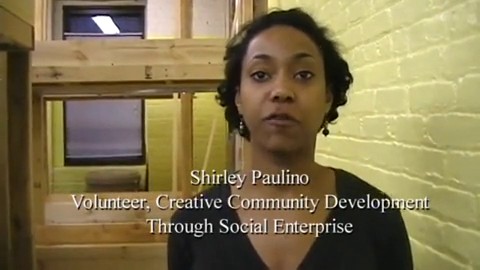 Shirley Paulino
Volunteer, Creative Community Development
Through Social Enterprise